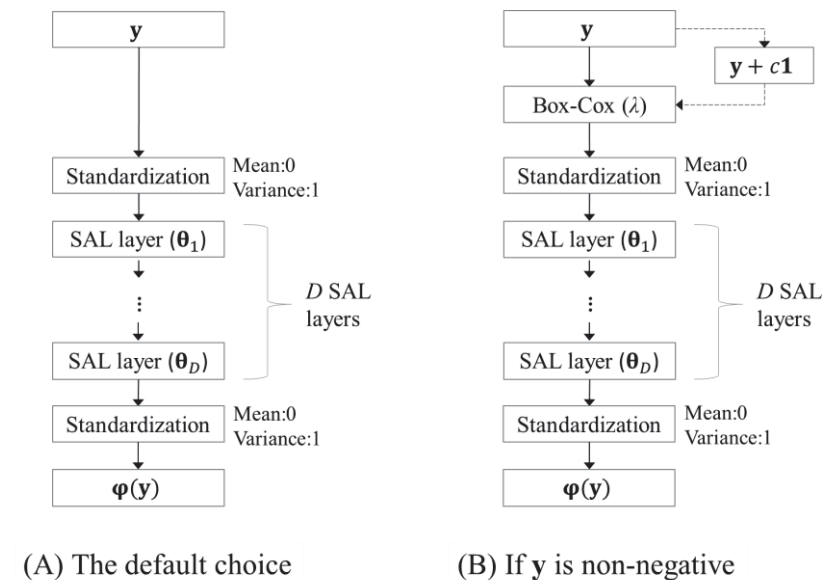 y
Standardization
Mean:0
Variance:1
SAL layer (θ₁)
⋮
D SAL
layers
SAL layer (θ_D)
Standardization
Mean:0
Variance:1
φ(y)
(A) The default choice
y
y + c1
Box-Cox (λ)
Standardization
Mean:0
Variance:1
SAL layer (θ₁)
⋮
D SAL
layers
SAL layer (θ_D)
Standardization
Mean:0
Variance:1
φ(y)
(B) If y is non-negative